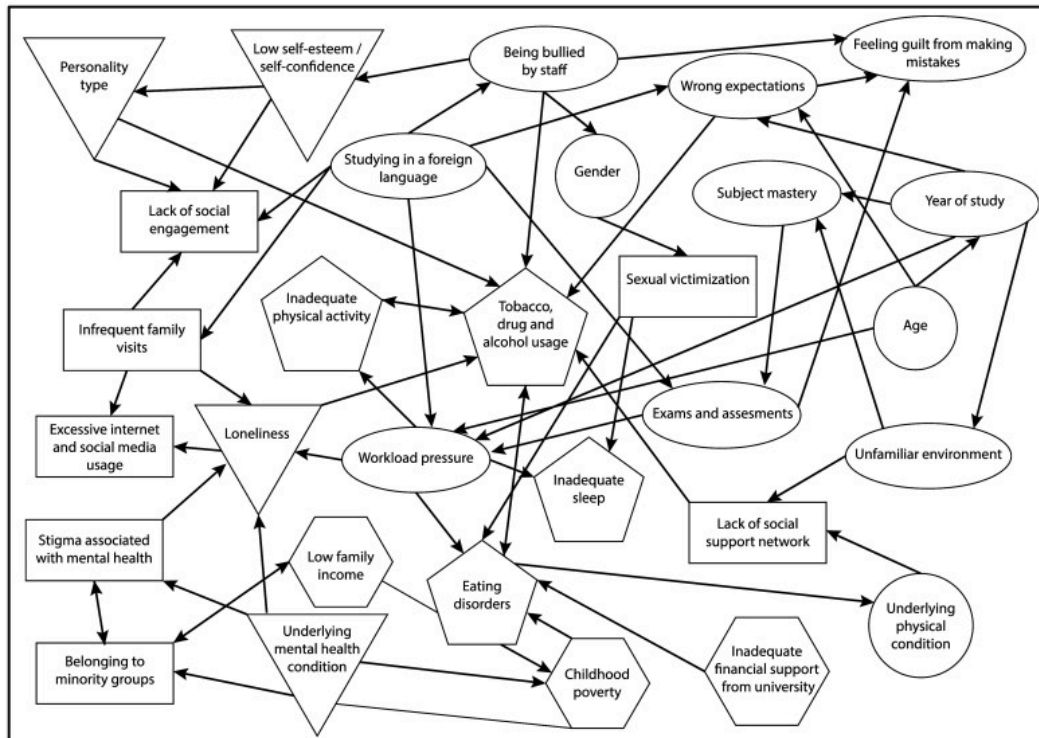 Personality
type
Low self-esteem /
self-confidence
Being bullied
by staff
Feeling guilt from making
mistakes
Wrong expectations
Studying in a foreign
language
Gender
Subject mastery
Year of study
Lack of social
engagement
Sexual victimization
Inadequate
physical activity
Tobacco,
drug and
alcohol usage
Infrequent family
visits
Age
Excessive internet
and social media
usage
Loneliness
Workload pressure
Exams and assesments
Unfamiliar environment
Inadequate
sleep
Stigma associated
with mental health
Low family
income
Eating
disorders
Lack of social
support network
Underlying
physical
condition
Belonging to
minority groups
Underlying
mental health
condition
Childhood
poverty
Inadequate
financial support
from university